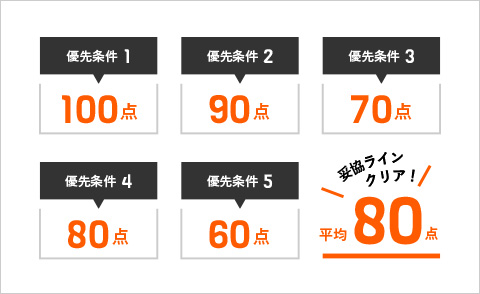 優先条件 1
100点
優先条件 2
90点
優先条件 3
70点
優先条件 4
80点
優先条件 5
60点
妥協ライン
クリア！
平均80点